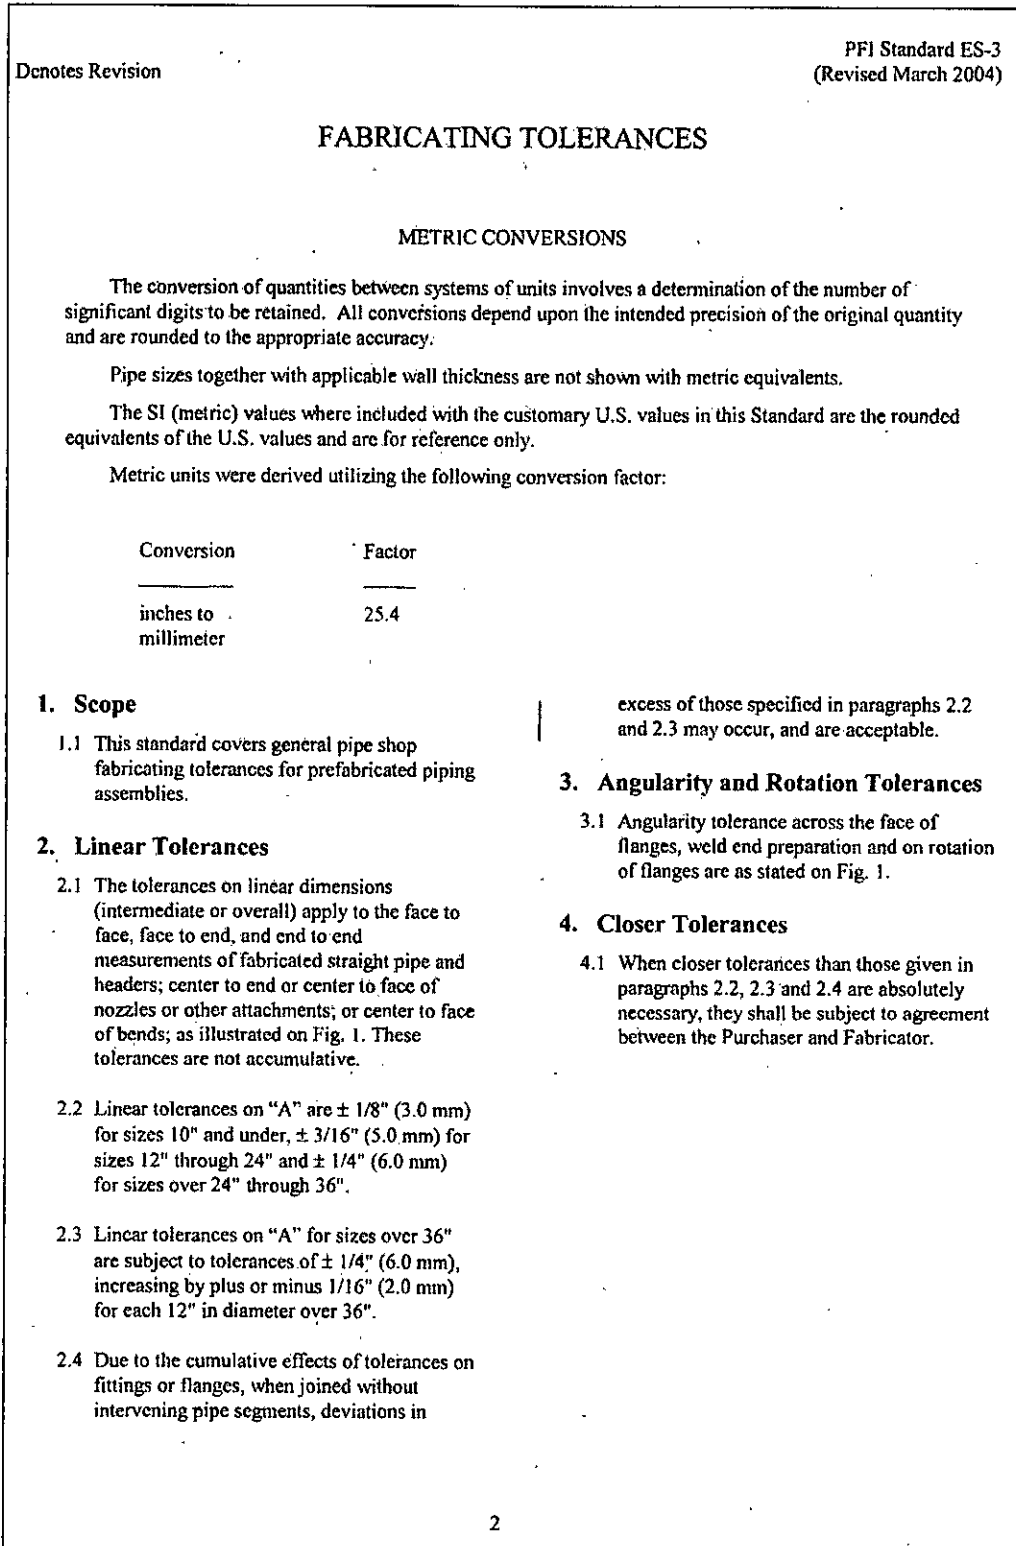 Denotes Revision
PFI Standard ES-3
(Revised March 2004)
FABRICATING TOLERANCES
METRIC CONVERSIONS
The conversion of quantities between systems of units involves a determination of the number of
significant digits to be retained. All conversions depend upon the intended precision of the original quantity
and are rounded to the appropriate accuracy.
Pipe sizes together with applicable wall thickness are not shown with metric equivalents.
The SI (metric) values where included with the customary U.S. values in this Standard are the rounded
equivalents of the U.S. values and are for reference only.
Metric units were derived utilizing the following conversion factor:
Conversion Factor
inches to 25.4
millimeter
1. Scope
1.1 This standard covers general pipe shop
fabricating tolerances for prefabricated piping
assemblies.
2. Linear Tolerances
2.1 The tolerances on linear dimensions
(intermediate or overall) apply to the face to
face, face to end, and end to end
measurements of fabricated straight pipe and
headers; center to end or center to face of
nozzles or other attachments; or center to face
of bends; as illustrated on Fig. 1. These
tolerances are not accumulative.
2.2 Linear tolerances on "A" are ± 1/8" (3.0 mm)
for sizes 10" and under, ± 3/16" (5.0 mm) for
sizes 12" through 24" and ± 1/4" (6.0 mm)
for sizes over 24" through 36".
2.3 Linear tolerances on "A" for sizes over 36"
are subject to tolerances of ± 1/4" (6.0 mm),
increasing by plus or minus 1/16" (2.0 mm)
for each 12" in diameter over 36".
2.4 Due to the cumulative effects of tolerances on
fittings or flanges, when joined without
intervening pipe segments, deviations in
excess of those specified in paragraphs 2.2
and 2.3 may occur, and are acceptable.
3. Angularity and Rotation Tolerances
3.1 Angularity tolerance across the face of
flanges, weld end preparation and on rotation
of flanges are as stated on Fig. 1.
4. Closer Tolerances
4.1 When closer tolerances than those given in
paragraphs 2.2, 2.3 and 2.4 are absolutely
necessary, they shall be subject to agreement
between the Purchaser and Fabricator.
2